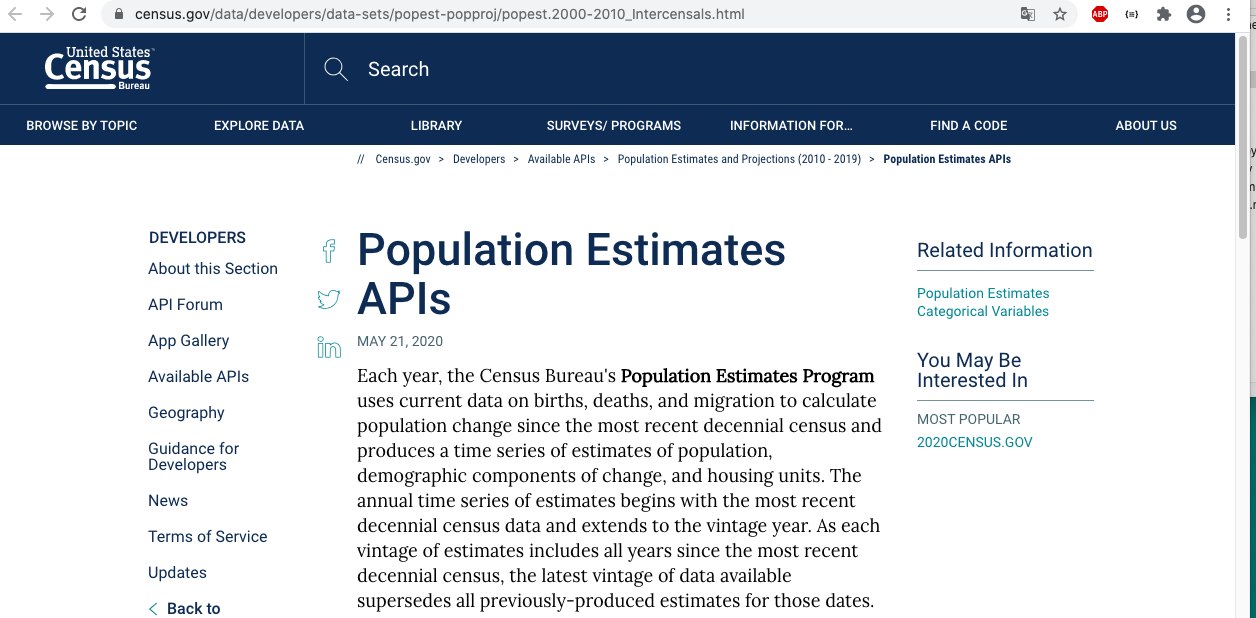 census.gov/data/developers/data-sets/popest-popproj/popest.2000-2010_Intercensals.html
ABP
United States™
Census
Bureau
Search
BROWSE BY TOPIC
EXPLORE DATA
LIBRARY
SURVEYS/ PROGRAMS
INFORMATION FOR...
FIND A CODE
ABOUT US
// Census.gov > Developers > Available APIs > Population Estimates and Projections (2010 - 2019) > Population Estimates APIs
DEVELOPERS
About this Section
API Forum
App Gallery
Available APIs
Geography
Guidance for
Developers
News
Terms of Service
Updates
Back to
Population Estimates
APIs
MAY 21, 2020
Each year, the Census Bureau's Population Estimates Program
uses current data on births, deaths, and migration to calculate
population change since the most recent decennial census and
produces a time series of estimates of population,
demographic components of change, and housing units. The
annual time series of estimates begins with the most recent
decennial census data and extends to the vintage year. As each
vintage of estimates includes all years since the most recent
decennial census, the latest vintage of data available
supersedes all previously-produced estimates for those dates.
Related Information
Population Estimates
Categorical Variables
You May Be
Interested In
MOST POPULAR
2020CENSUS.GOV